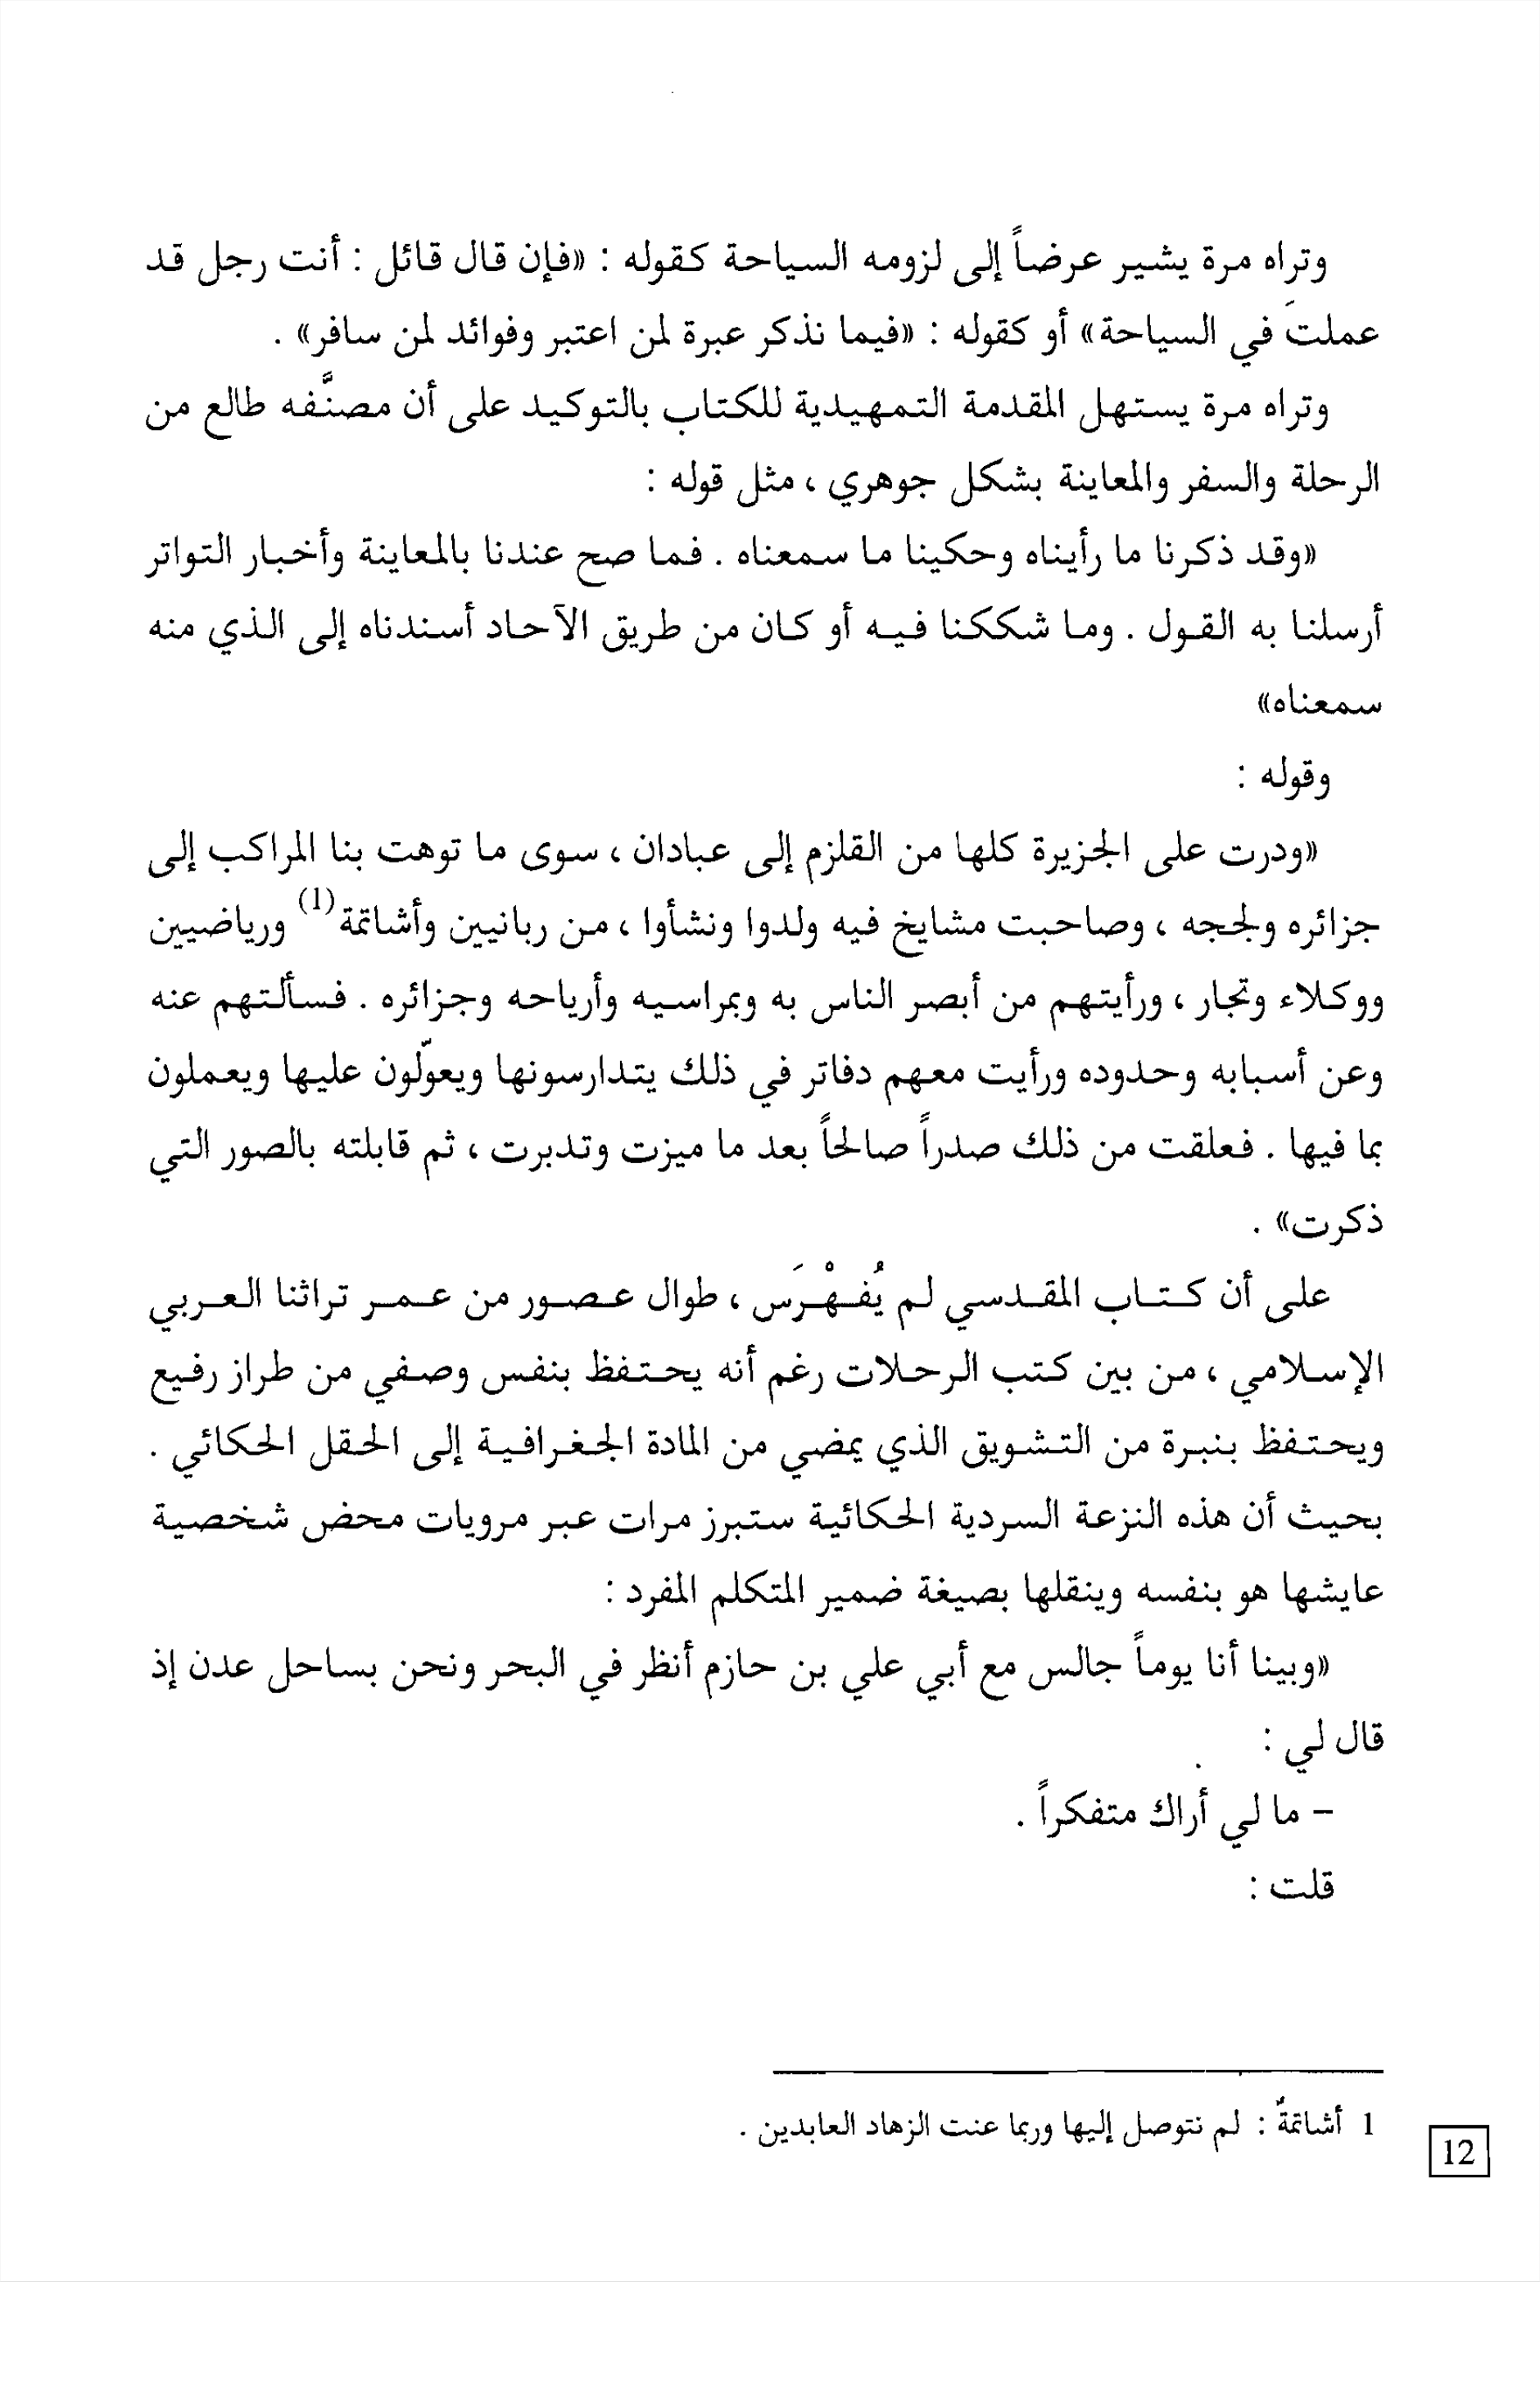 وتراه مرة يشير عرضاً إلى لزومه السياحة كقوله : «فإن قال قائل : أنت رجل قد
عملتَ في السياحة» أو كقوله : «فيما نذكر عبرة لمن اعتبر وفوائد لمن سافر» .
وتراه مرة يستهل المقدمة التمهيدية للكتاب بالتوكيد على أن مصنَّفه طالع من
الرحلة والسفر والمعاينة بشكل جوهري ، مثل قوله :
«وقد ذكرنا ما رأيناه وحكينا ما سمعناه . فما صح عندنا بالمعاينة وأخبار التواتر
أرسلنا به القول . وما شككنا فيه أو كان من طريق الآحاد أسندناه إلى الذي منه
سمعناه»
وقوله :
«ودرت على الجزيرة كلها من القلزم إلى عبادان ، سوى ما توهت بنا المراكب إلى
جزائره ولججه ، وصاحبت مشايخ فيه ولدوا ونشأوا ، من ربانيين وأشاتمة(1) ورياضيين
ووكلاء وتجار ، ورأيتهم من أبصر الناس به وبمراسيه وأرياحه وجزائره . فسألتهم عنه
وعن أسبابه وحدوده ورأيت معهم دفاتر في ذلك يتدارسونها ويعوّلون عليها ويعملون
بما فيها . فعلقت من ذلك صدراً صالحاً بعد ما ميزت وتدبرت ، ثم قابلته بالصور التي
ذكرت» .
على أن كتاب المقدسي لم يُفهْرَس ، طوال عصور من عمر تراثنا العربي
الإسلامي ، من بين كتب الرحلات رغم أنه يحتفظ بنفس وصفي من طراز رفيع
ويحتفظ بنبرة من التشويق الذي يمضي من المادة الجغرافية إلى الحقل الحكائي .
بحيث أن هذه النزعة السردية الحكائية ستبرز مرات عبر مرويات محض شخصية
عايشها هو بنفسه وينقلها بصيغة ضمير المتكلم المفرد :
«وبينا أنا يوماً جالس مع أبي علي بن حازم أنظر في البحر ونحن بساحل عدن إذ
قال لي :
- ما لي أراك متفكراً .
قلت :
1 أشاتمةٌ : لم نتوصل إليها وربما عنت الزهاد العابدين .
12